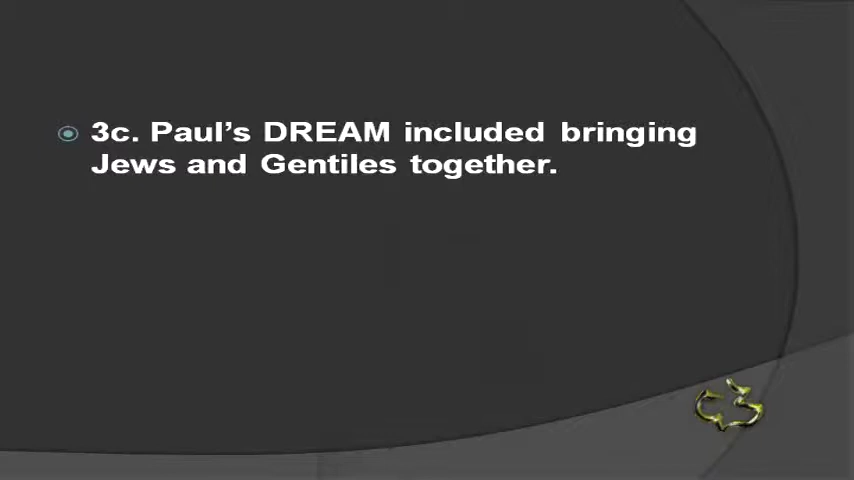 3c. Paul’s DREAM included bringing
Jews and Gentiles together.